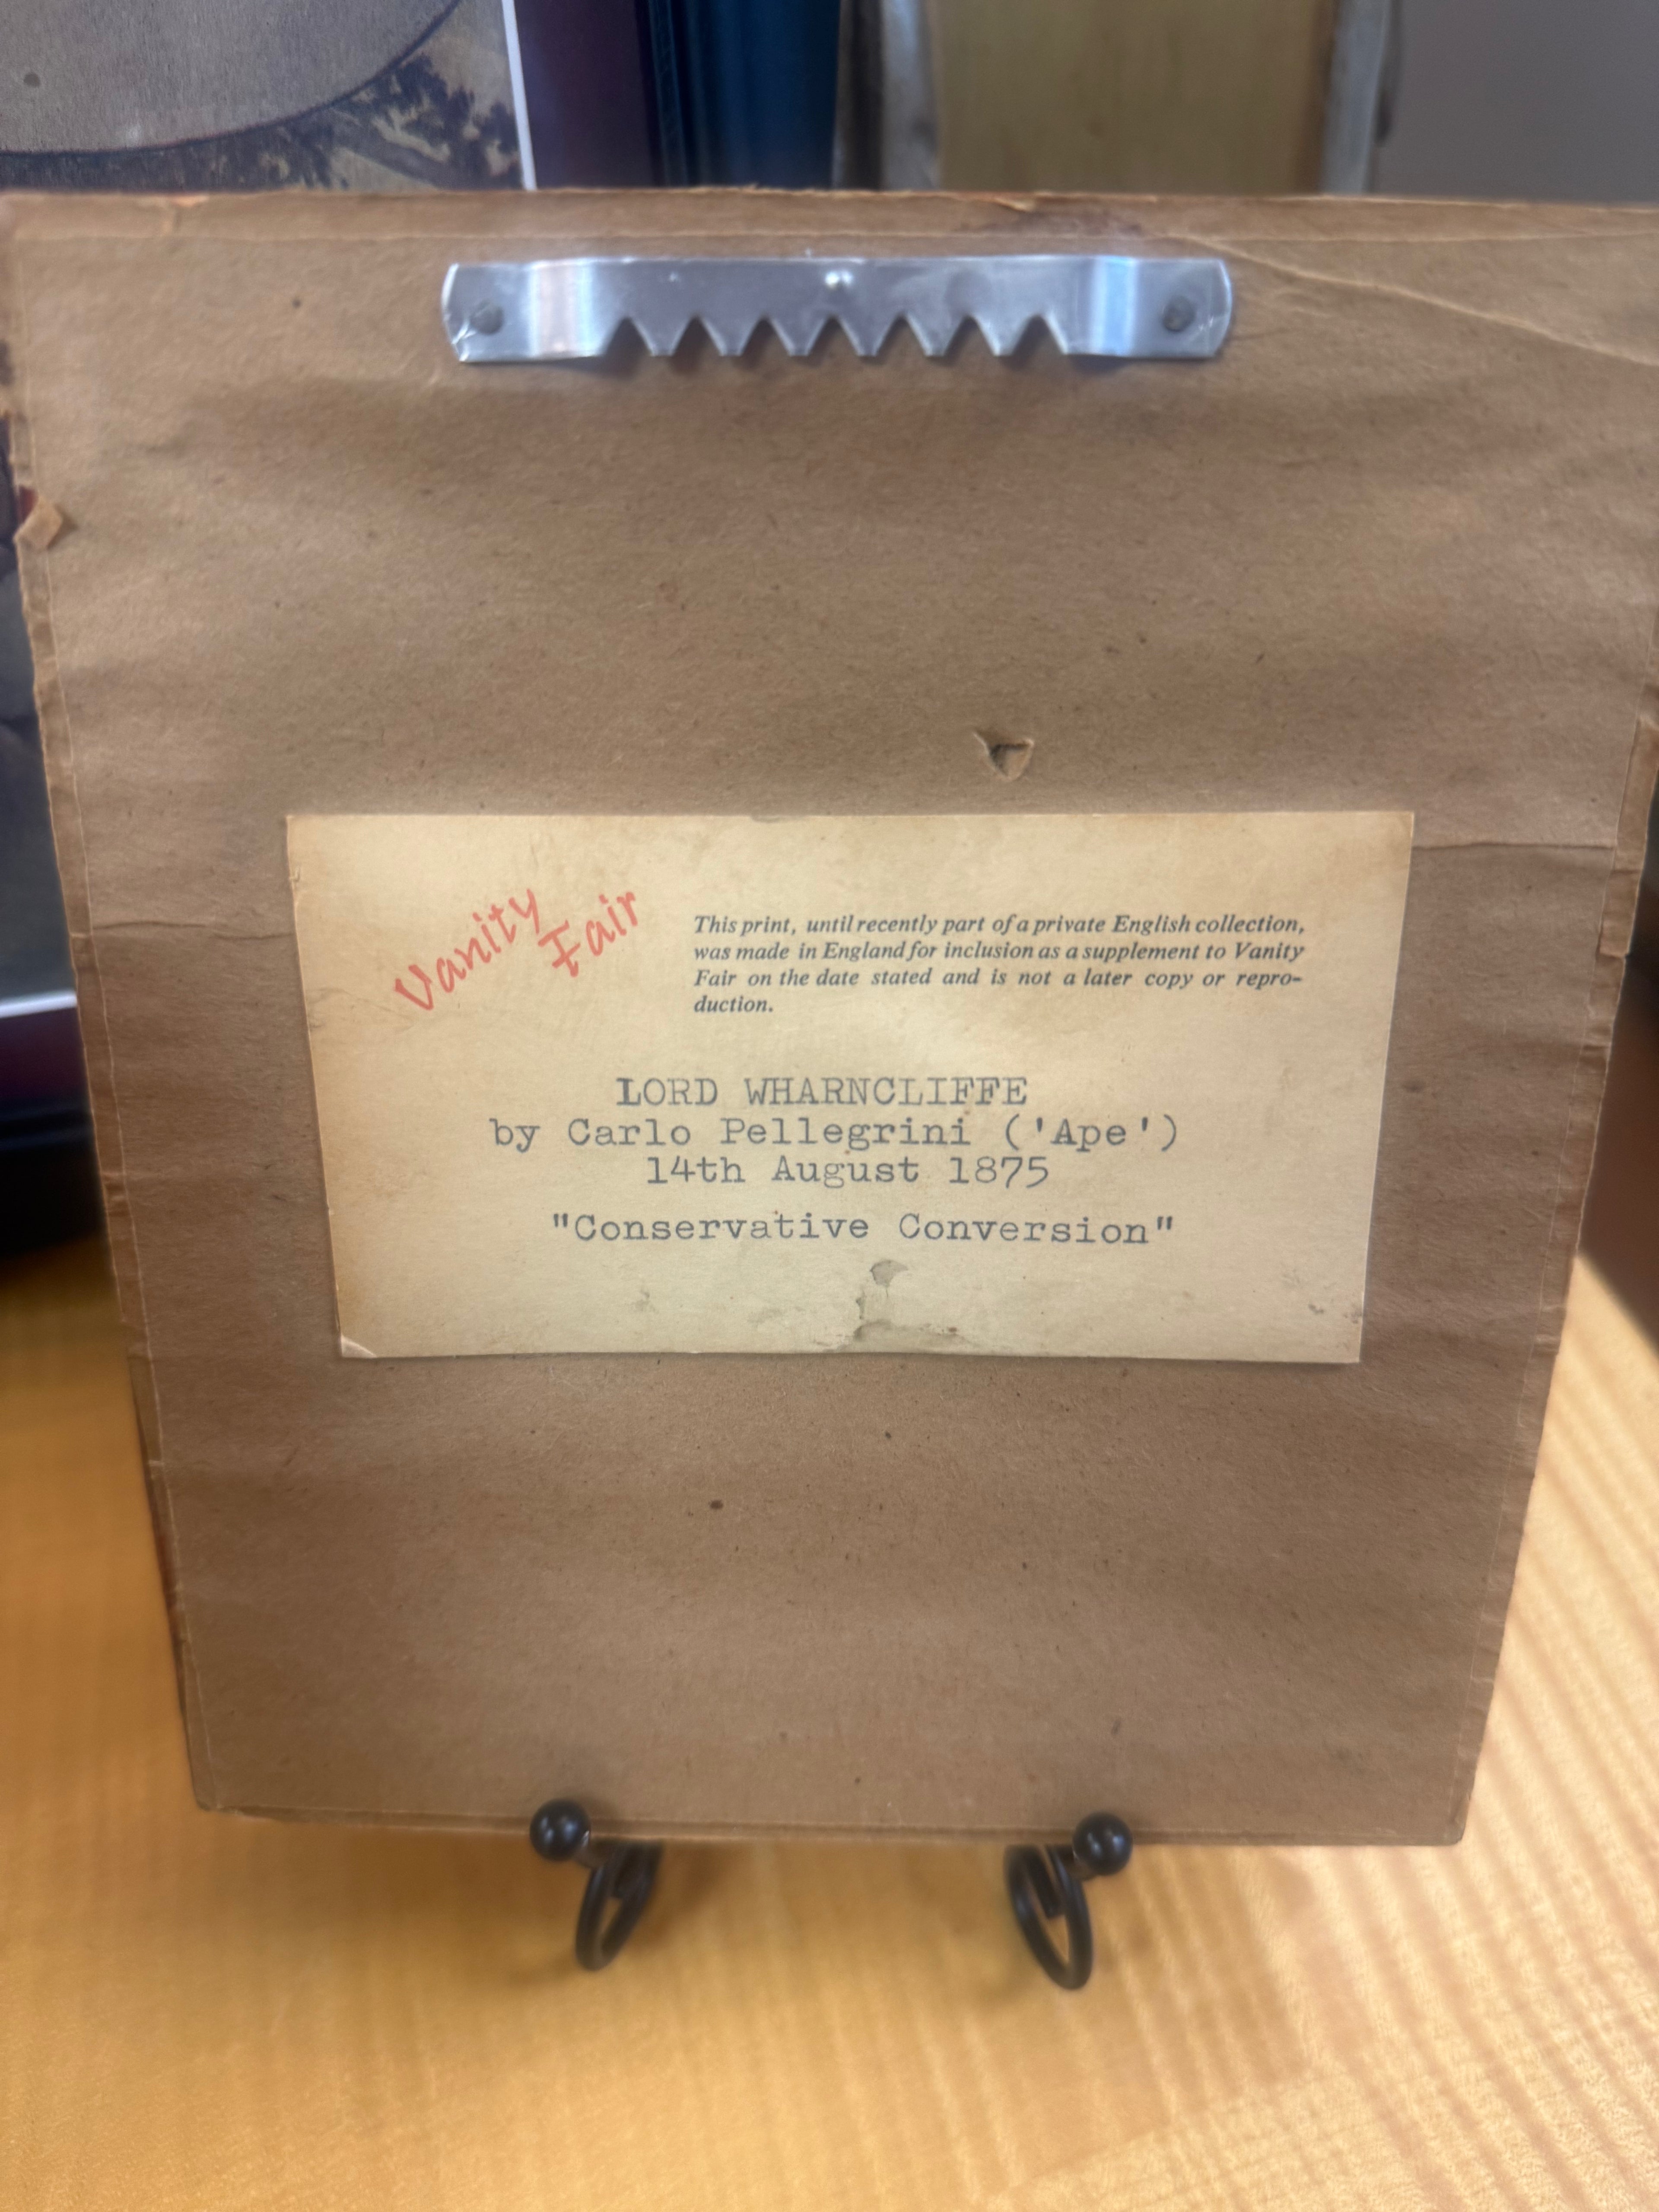 Vanity
Fair
This print, until recently part of a private English collection,
was made in England for inclusion as a supplement to Vanity
Fair on the date stated and is not a later copy or repro-
duction.
LORD WHARNCLIFFE
by Carlo Pellegrini ('Ape')
14th August 1875
"Conservative Conversion"